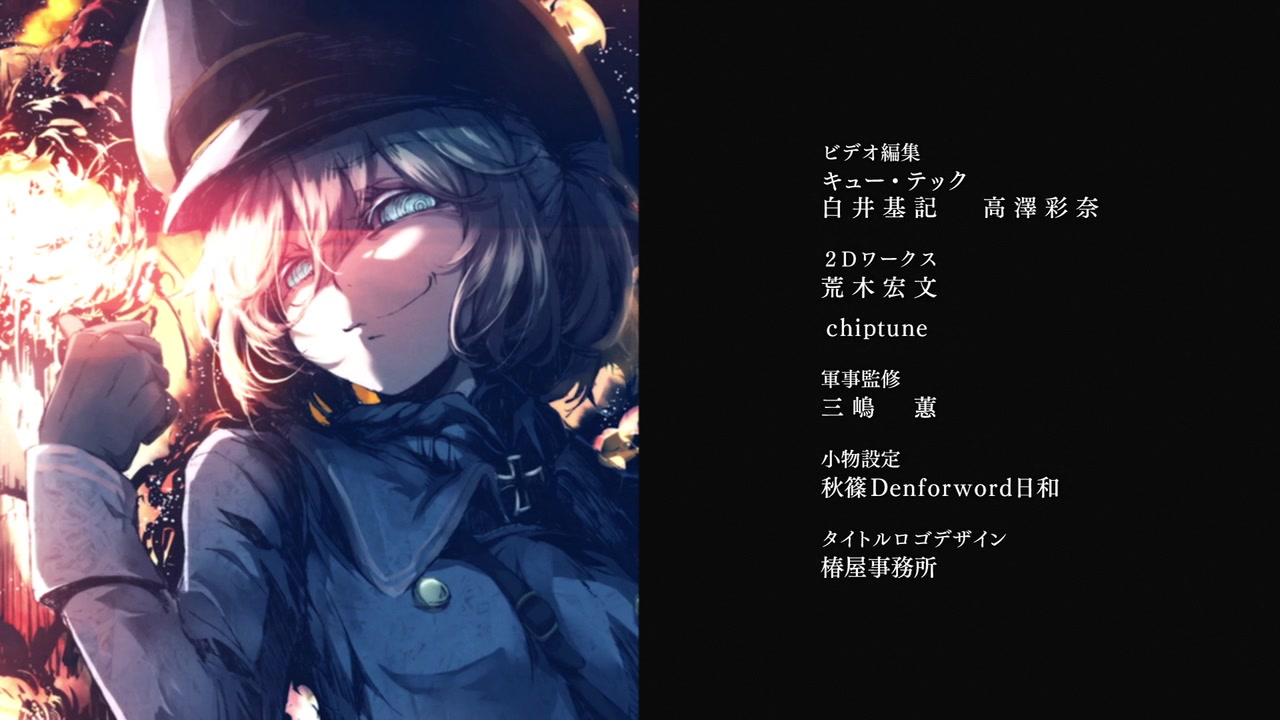 ビデオ編集
キュー・テック
白井基記　高澤彩奈
２Ｄワークス
荒木宏文
chiptune
軍事監修
三嶋　薫
小物設定
秋篠Denforword日和
タイトルロゴデザイン
椿屋事務所